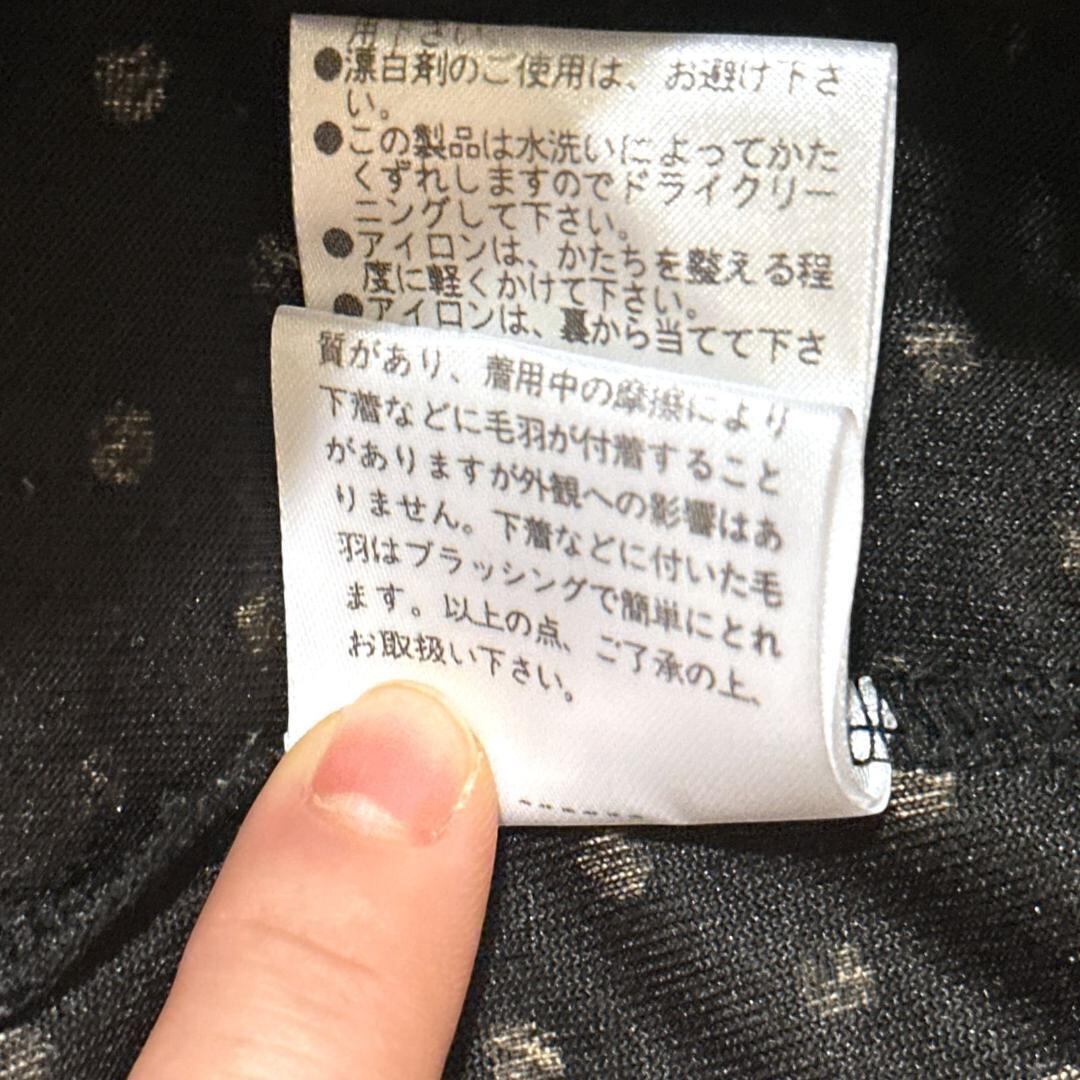 用下さい
●漂白剤のご使用は、お避け下さ
い。
●この製品は水洗いによってかた
くずれしますのでドライクリー
ニングして下さい。
●アイロンは、かたちを整える程
度に軽くかけて下さい。
●アイロンは、裏から当てて下さ
質があり、着用中の摩擦により
下着などに毛羽が付着すること
がありますが外観への影響はあ
りません。下着などに付いた毛
羽はブラッシングで簡単にとれ
ます。以上の点、ご了承の上、
お取扱い下さい。